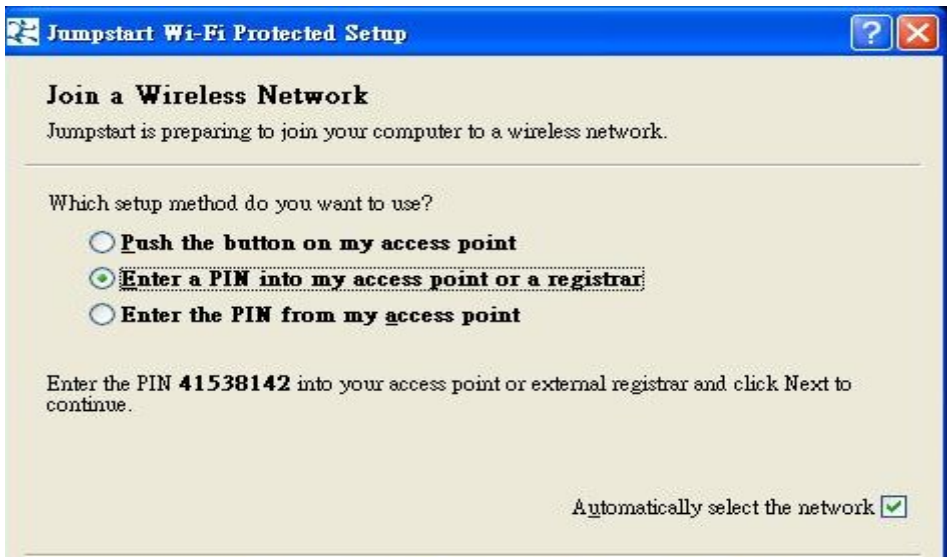 Jumpstart Wi-Fi Protected Setup
Join a Wireless Network
Jumpstart is preparing to join your computer to a wireless network.
Which setup method do you want to use?
Push the button on my access point
Enter a PIN into my access point or a registrar
Enter the PIN from my access point
Enter the PIN 41538142 into your access point or external registrar and click Next to
continue.
Automatically select the network